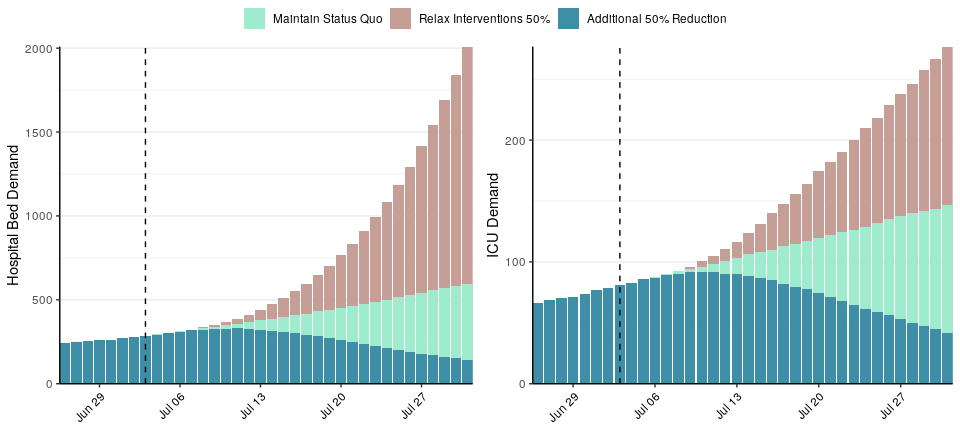 Maintain Status Quo Relax Interventions 50% Additional 50% Reduction
Hospital Bed Demand
2000
1500
1000
500
0
Jun 29 Jul 06 Jul 13 Jul 20 Jul 27
ICU Demand
200
100
0
Jun 29 Jul 06 Jul 13 Jul 20 Jul 27